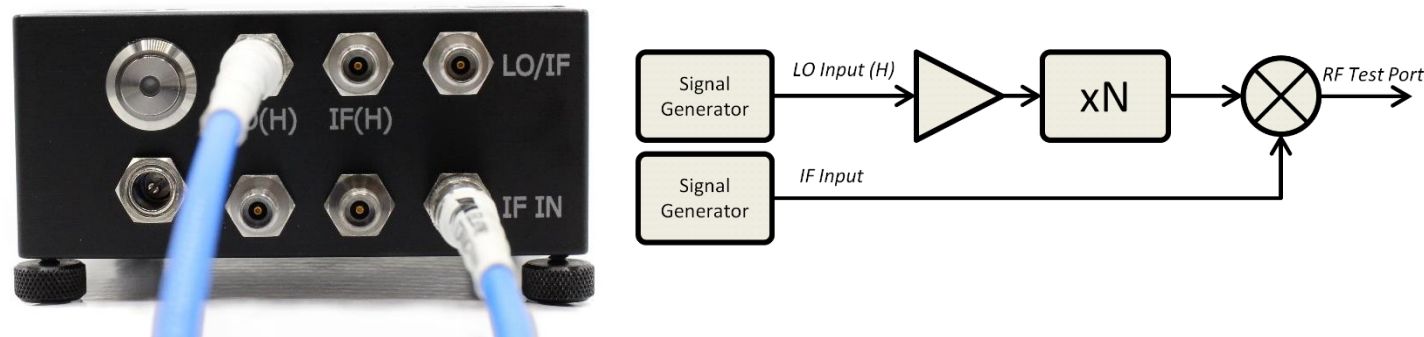 LO/IF
(H) IF(H)
IF IN
Signal
Generator
LO Input (H)
xN
RF Test Port
Signal
Generator
IF Input